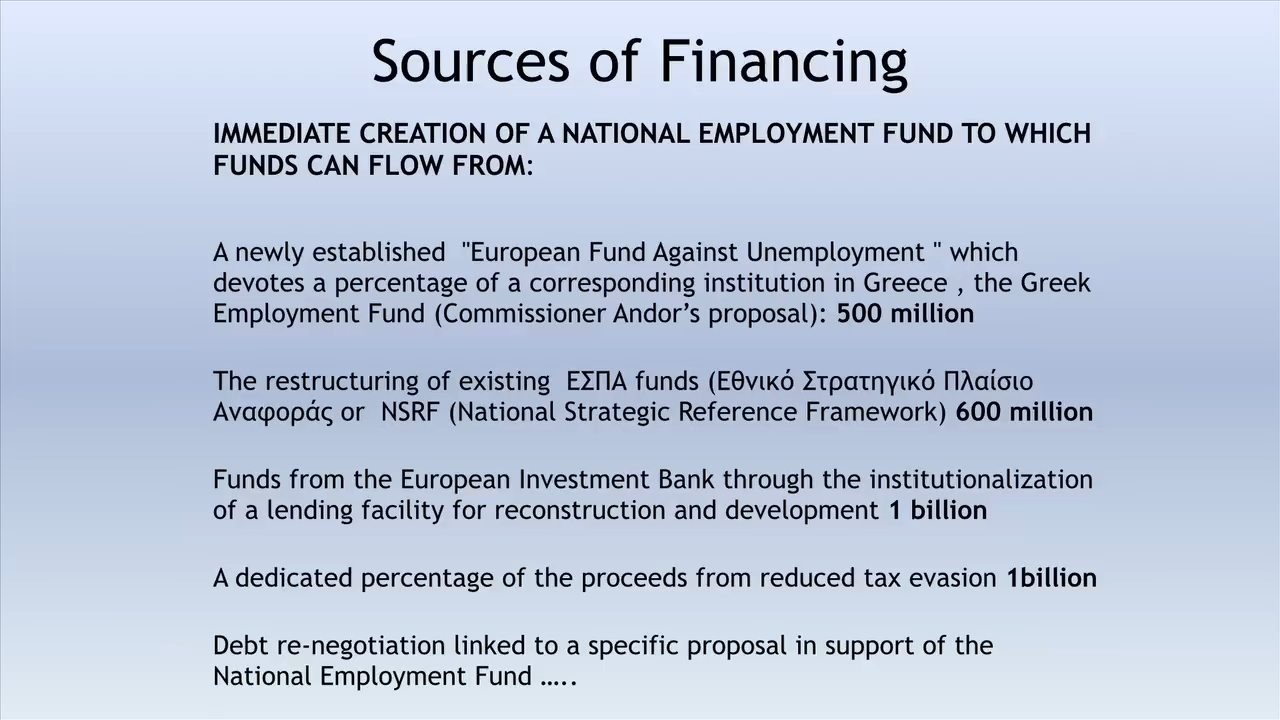 Sources of Financing
IMMEDIATE CREATION OF A NATIONAL EMPLOYMENT FUND TO WHICH
FUNDS CAN FLOW FROM:
A newly established "European Fund Against Unemployment " which
devotes a percentage of a corresponding institution in Greece , the Greek
Employment Fund (Commissioner Andor’s proposal): 500 million
The restructuring of existing ΕΣΠΑ funds (Εθνικό Στρατηγικό Πλαίσιο
Αναφοράς or NSRF (National Strategic Reference Framework) 600 million
Funds from the European Investment Bank through the institutionalization
of a lending facility for reconstruction and development 1 billion
A dedicated percentage of the proceeds from reduced tax evasion 1billion
Debt re-negotiation linked to a specific proposal in support of the
National Employment Fund …..